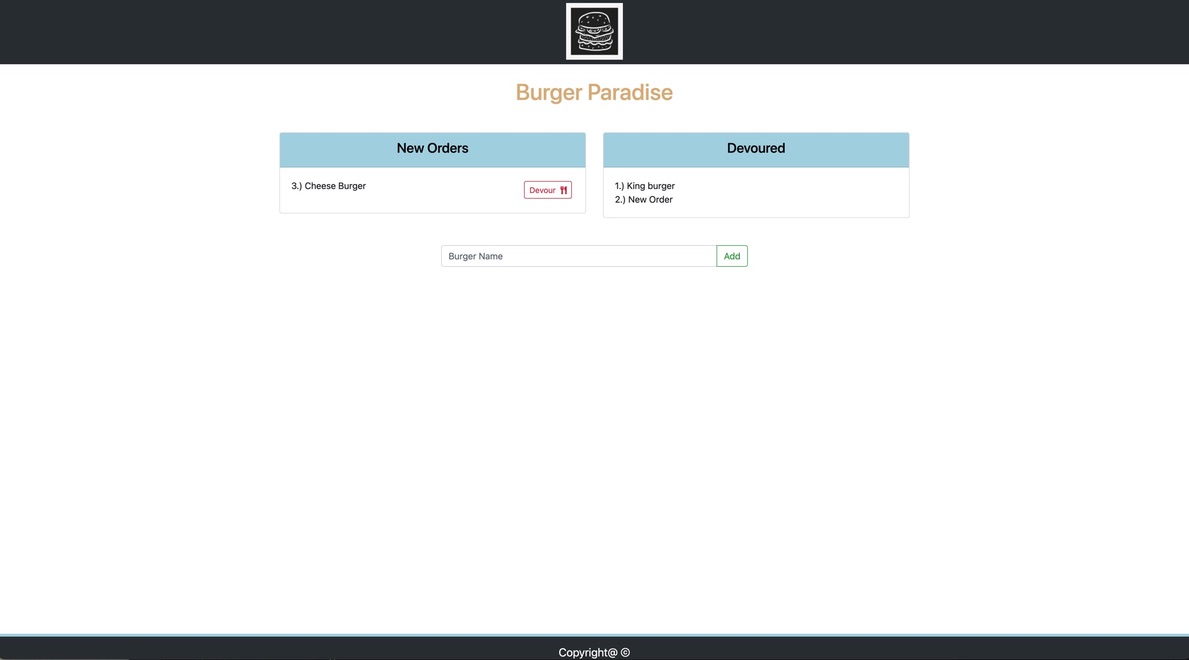 Burger Paradise
New Orders
3.) Cheese Burger
Devour
Devoured
1.) King burger
2.) New Order
Burger Name
Add
Copyright@ ©